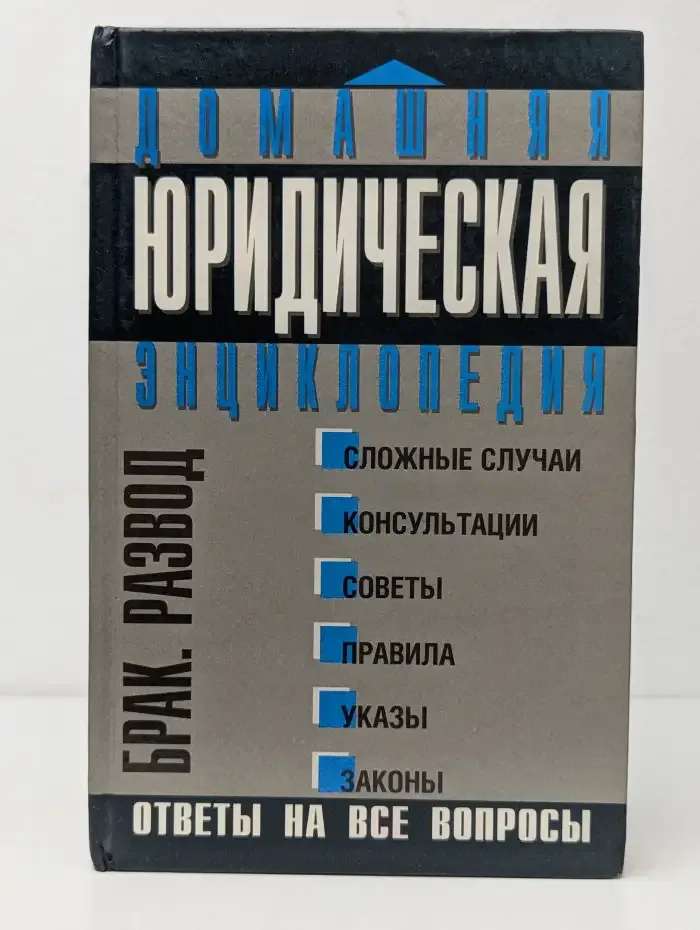 ДОМАШНЯЯ
ЮРИДИЧЕСКАЯ
ЭНЦИКЛОПЕДИЯ
БРАК. РАЗВОД
СЛОЖНЫЕ СЛУЧАИ
КОНСУЛЬТАЦИИ
СОВЕТЫ
ПРАВИЛА
УКАЗЫ
ЗАКОНЫ
ОТВЕТЫ НА ВСЕ ВОПРОСЫ